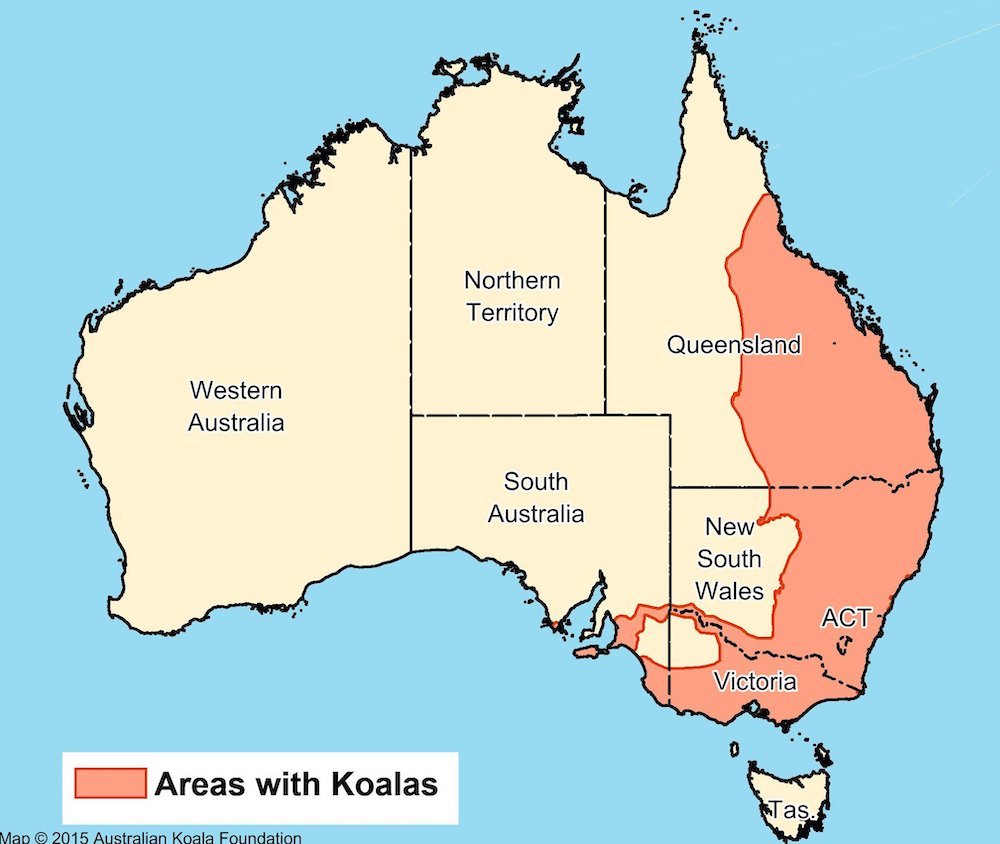 Northern
Territory
Queensland
Western
Australia
South
Australia
New
South
Wales
ACT
Victoria
Areas with Koalas
Tas.
Map © 2015 Australian Koala Foundation